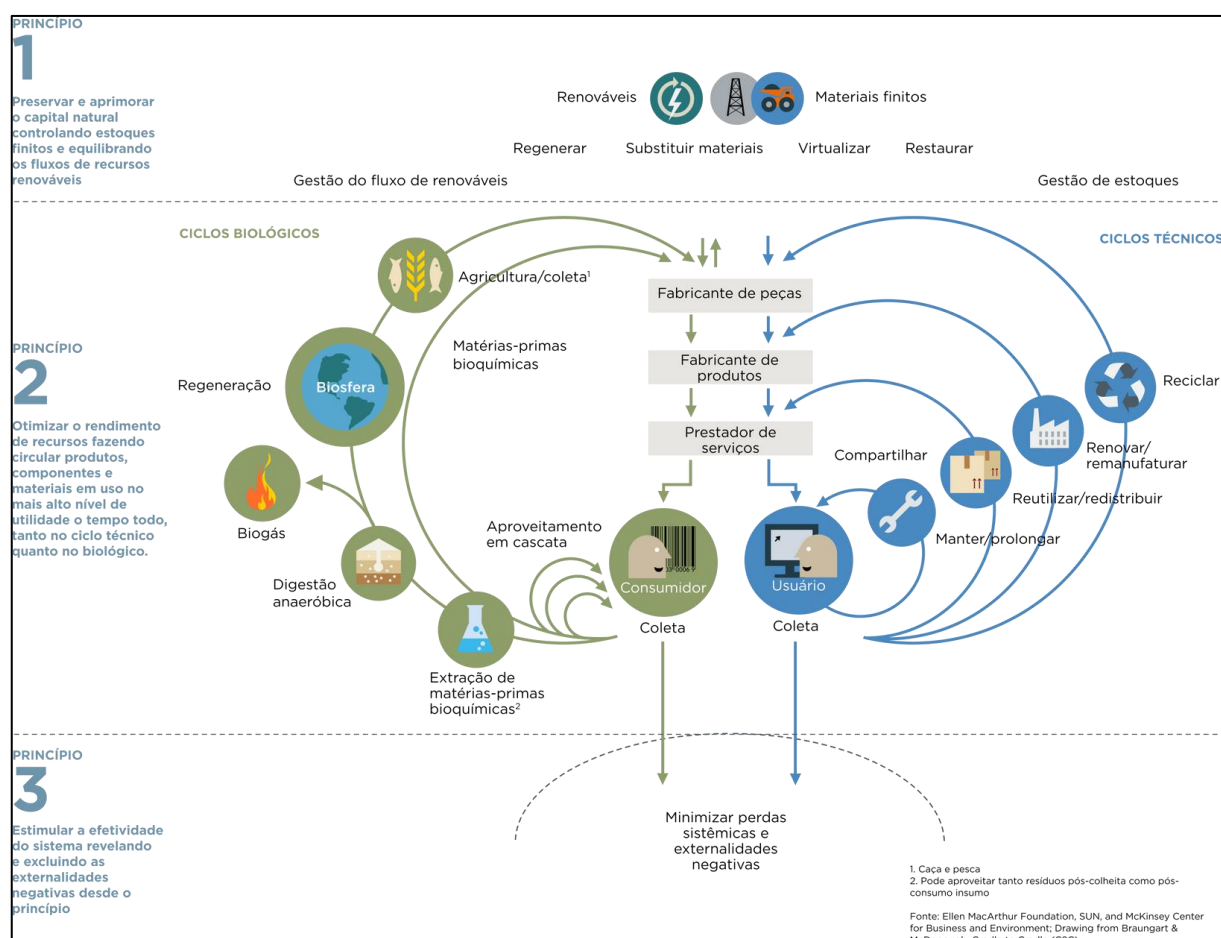 PRINCÍPIO
1
Preservar e aprimorar
o capital natural
controlando estoques
finitos e equilibrando
os fluxos de recursos
renováveis
Renováveis
Materiais finitos
Regenerar
Substituir materiais
Virtualizar
Restaurar
Gestão do fluxo de renováveis
Gestão de estoques
CICLOS BIOLÓGICOS
CICLOS TÉCNICOS
PRINCÍPIO
2
Otimizar o rendimento
de recursos fazendo
circular produtos,
componentes e
materiais em uso no
mais alto nível de
utilidade o tempo todo,
tanto no ciclo técnico
quanto no biológico.
Agricultura/coleta¹
Matérias-primas
bioquímicas
Regeneração
Biosfera
Biogás
Digestão
anaeróbica
Extração de
matérias-primas
bioquímicas²
Aproveitamento
em cascata
Fabricante de peças
Fabricante de
produtos
Prestador de
serviços
Consumidor
Coleta
Usuário
Coleta
Compartilhar
Manter/prolongar
Reutilizar/redistribuir
Renovar/
remanufaturar
Reciclar
PRINCÍPIO
3
Estimular a efetividade
do sistema revelando
e excluindo as
externalidades
negativas desde o
princípio
Minimizar perdas
sistêmicas e
externalidades
negativas
1. Caça e pesca
2. Pode aproveitar tanto resíduos pós-colheita como pós-
consumo insumo
Fonte: Ellen MacArthur Foundation, SUN, and McKinsey Center
for Business and Environment; Drawing from Braungart &